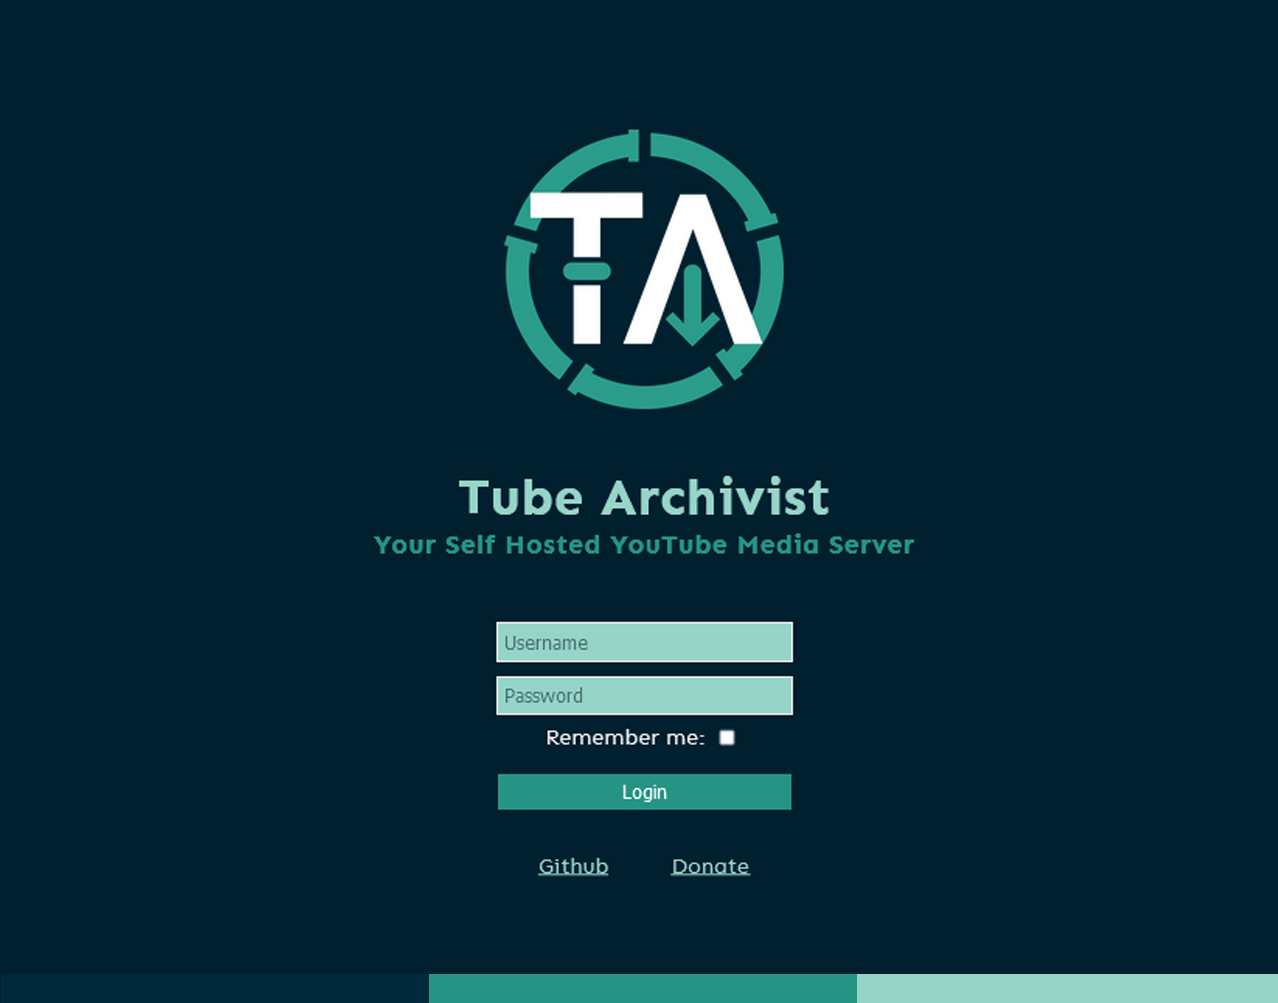 TA
Tube Archivist
Your Self Hosted YouTube Media Server
Username
Password
Remember me:
Login
Github Donate